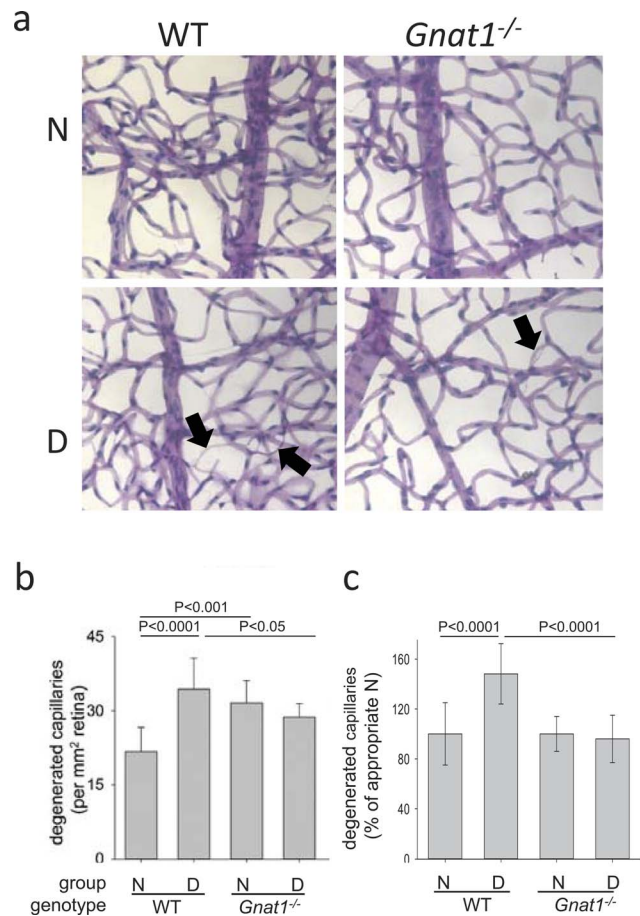 a
WT
Gnat1-/-
N
D
b
P<0.001
P<0.0001
P<0.05
45
30
15
0
degenerated capillaries
(per mm2 retina)
group
N
D
N
D
genotype
WT
Gnat1-/-
c
P<0.0001
P<0.0001
160
120
80
40
0
degenerated capillaries
(% of appropriate N)
N
D
N
D
WT
Gnat1-/-